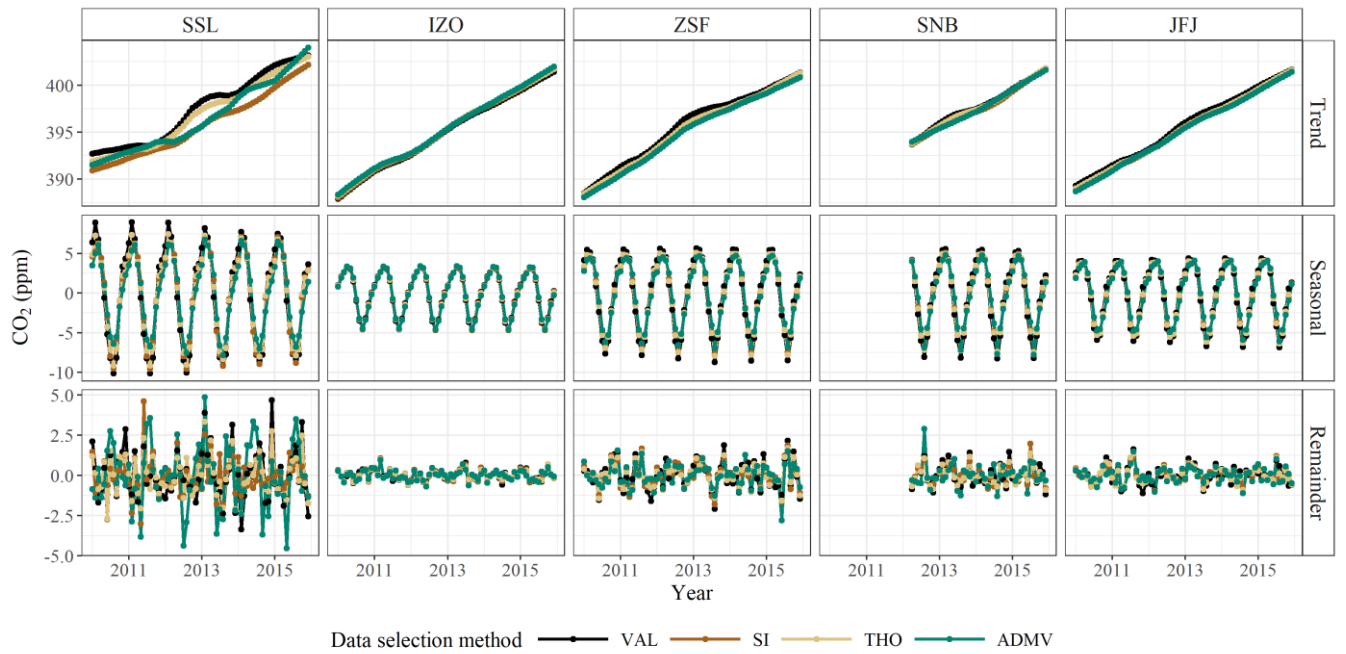 SSL IZO ZSF SNB JFJ
400
395
390
Trend
5
0
-5
-10
Seasonal
5.0
2.5
0.0
-2.5
-5.0
Remainder
CO₂ (ppm)
2011 2013 2015 2011 2013 2015 2011 2013 2015 2011 2013 2015 2011 2013 2015
Year
Data selection method VAL SI THO ADMV